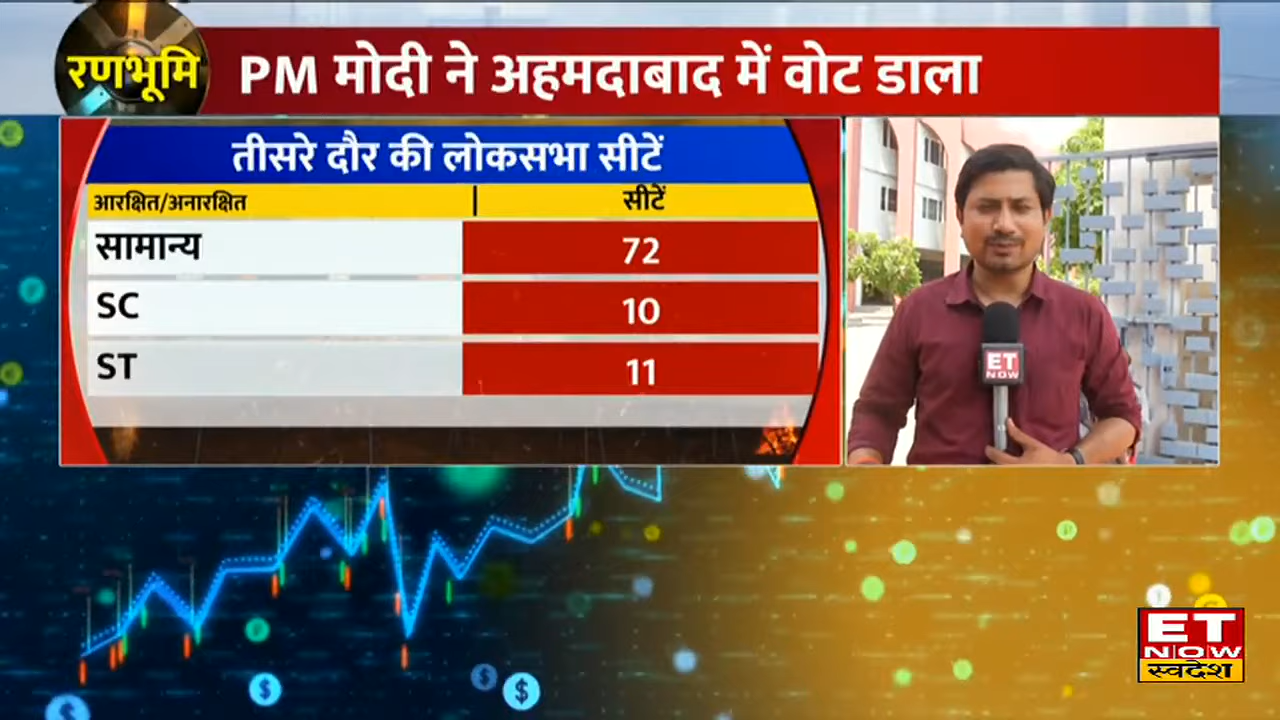 रणभूमि
PM मोदी ने अहमदाबाद में वोट डाला
तीसरे दौर की लोकसभा सीटें
आरक्षित/अनारक्षित | सीटें
सामान्य 72
SC 10
ST 11
ET
NOW
ET
NOW
स्वदेश